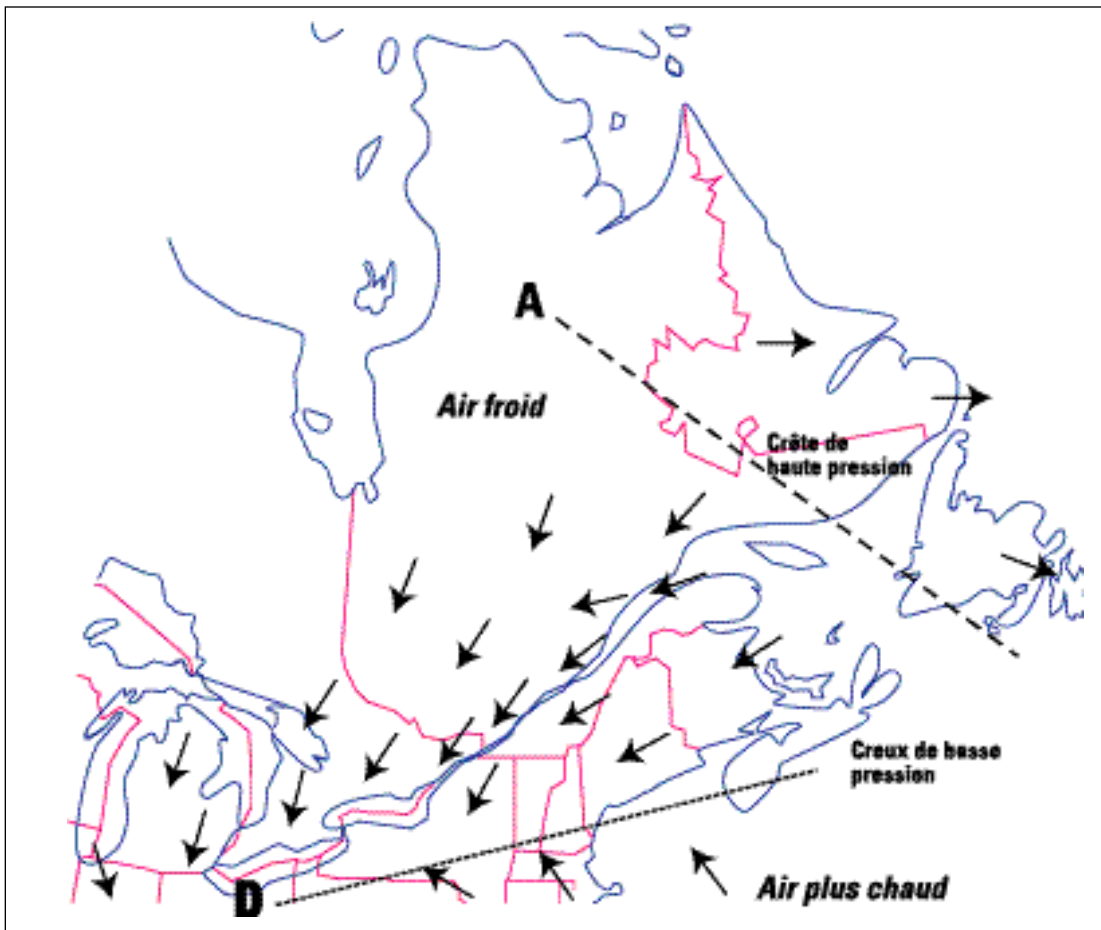 A
Air froid
Crête de
haute pression
Creux de basse
pression
D
Air plus chaud